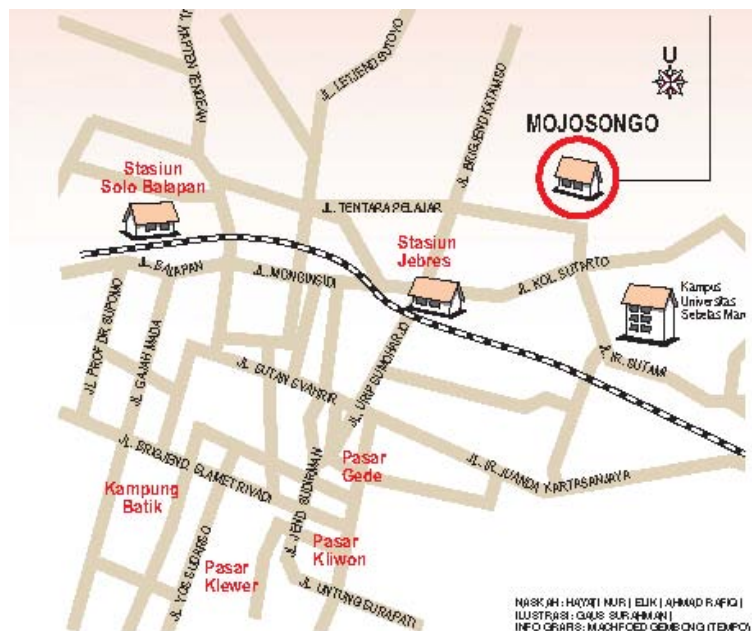 JL. KAPTEN TENDEAN
JL. LETJEND SUTOYO
U
MOJOSONGO
JL. BRIGJEND KATAMSO
Stasiun
Solo Balapan
JL. TENTARA PELAJAR
Stasiun
Jebres
JL. BALAPAN
JL. MONGINSIDI
JL. KOL. SUTARTO
Kampus
Universitas
Sebelas Mar
JL. PROF DR. SUPOMO
JL. GAJAH MADA
JL. SUTAN SYAHRIR
JL. URIP SUMOHARJO
JL. IR. SUTAMI
JL. BRIGJEND. SLAMET RIYADI
Pasar
Gede
JL. IR. JUANDA KARTASANJAYA
Kampung
Batik
JL. JEND SUDIRMAN
Pasar
Kliwon
Pasar
Klewer
JL. YOS SUDARSO
JL. UNTUNG SURAPATI
NASKAH: HAYATI NUR | ELIK | AHMAD RAFIQ |
ILUSTRASI: GAUS SURAHMAN |
INFOGRAFIS: MACHFOED GEMBONG (TEMPO)